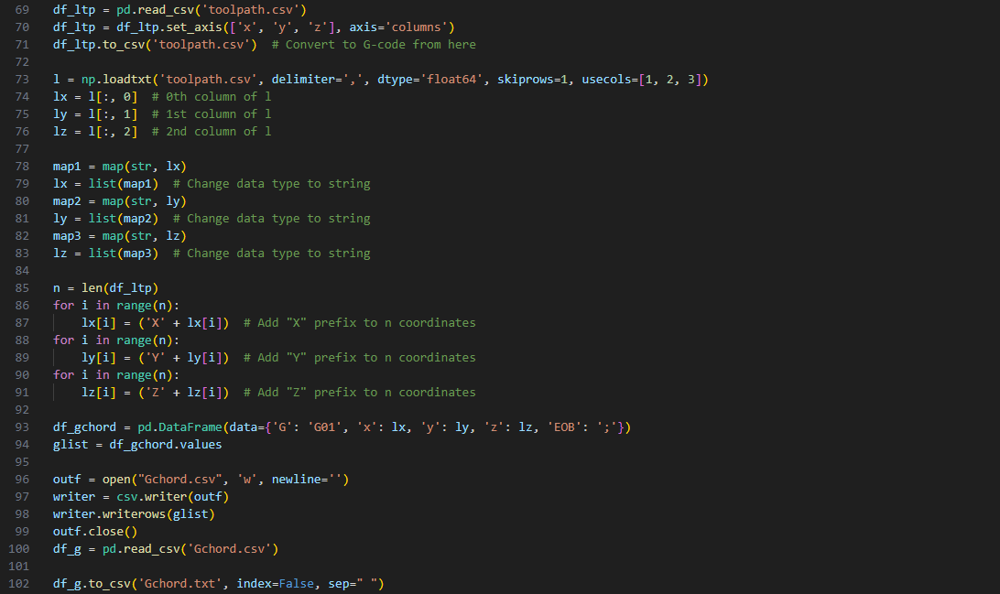 69 df_ltp = pd.read_csv('toolpath.csv')
70 df_ltp = df_ltp.set_axis(['x', 'y', 'z'], axis='columns')
71 df_ltp.to_csv('toolpath.csv')  # Convert to G-code from here
72
73 l = np.loadtxt('toolpath.csv', delimiter=',', dtype='float64', skiprows=1, usecols=[1, 2, 3])
74 lx = l[:, 0]  # 0th column of l
75 ly = l[:, 1]  # 1st column of l
76 lz = l[:, 2]  # 2nd column of l
77
78 map1 = map(str, lx)
79 lx = list(map1)  # Change data type to string
80 map2 = map(str, ly)
81 ly = list(map2)  # Change data type to string
82 map3 = map(str, lz)
83 lz = list(map3)  # Change data type to string
84
85 n = len(df_ltp)
86 for i in range(n):
87     lx[i] = ('X' + lx[i])  # Add "X" prefix to n coordinates
88 for i in range(n):
89     ly[i] = ('Y' + ly[i])  # Add "Y" prefix to n coordinates
90 for i in range(n):
91     lz[i] = ('Z' + lz[i])  # Add "Z" prefix to n coordinates
92
93 df_gchord = pd.DataFrame(data={'G': 'G01', 'x': lx, 'y': ly, 'z': lz, 'EOB': ';'})
94 glist = df_gchord.values
95
96 outf = open("Gchord.csv", 'w', newline='')
97 writer = csv.writer(outf)
98 writer.writerows(glist)
99 outf.close()
100 df_g = pd.read_csv('Gchord.csv')
101
102 df_g.to_csv('Gchord.txt', index=False, sep=" ")